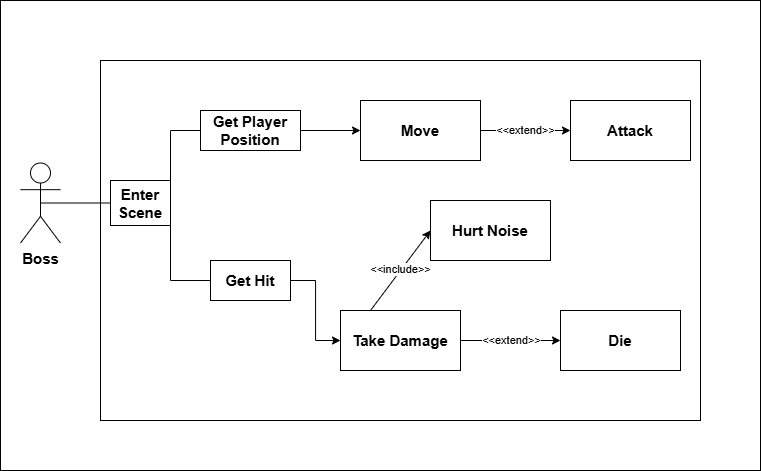 Get Player
Position
Move
<<extend>>
Attack
Enter
Scene
Boss
Hurt Noise
<<include>>
Get Hit
Take Damage
<<extend>>
Die